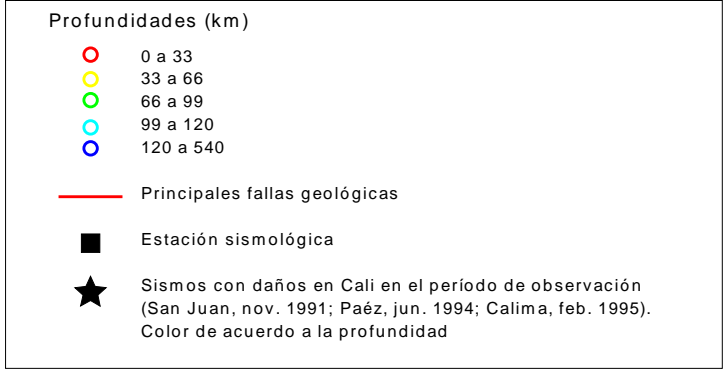 Profundidades (km)
0 a 33
33 a 66
66 a 99
99 a 120
120 a 540
Principales fallas geológicas
Estación sismológica
Sismos con daños en Cali en el período de observación
(San Juan, nov. 1991; Paéz, jun. 1994; Calima, feb. 1995).
Color de acuerdo a la profundidad